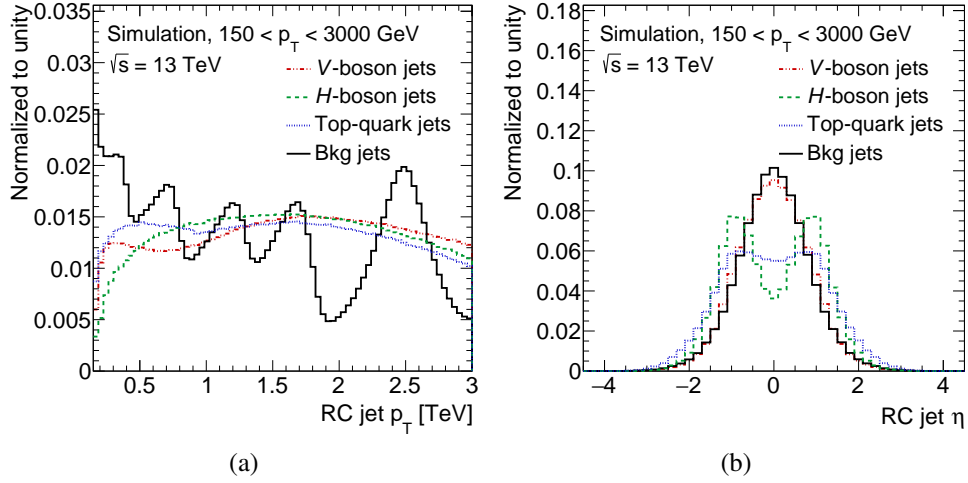 Normalized to unity
0.035
0.03
0.025
0.02
0.015
0.01
0.005
0
Simulation, 150 < p_T < 3000 GeV
√s = 13 TeV
V-boson jets
H-boson jets
Top-quark jets
Bkg jets
0.5 1 1.5 2 2.5 3
RC jet p_T [TeV]
(a)
Normalized to unity
0.18
0.16
0.14
0.12
0.1
0.08
0.06
0.04
0.02
0
Simulation, 150 < p_T < 3000 GeV
√s = 13 TeV
V-boson jets
H-boson jets
Top-quark jets
Bkg jets
−4 −2 0 2 4
RC jet η
(b)